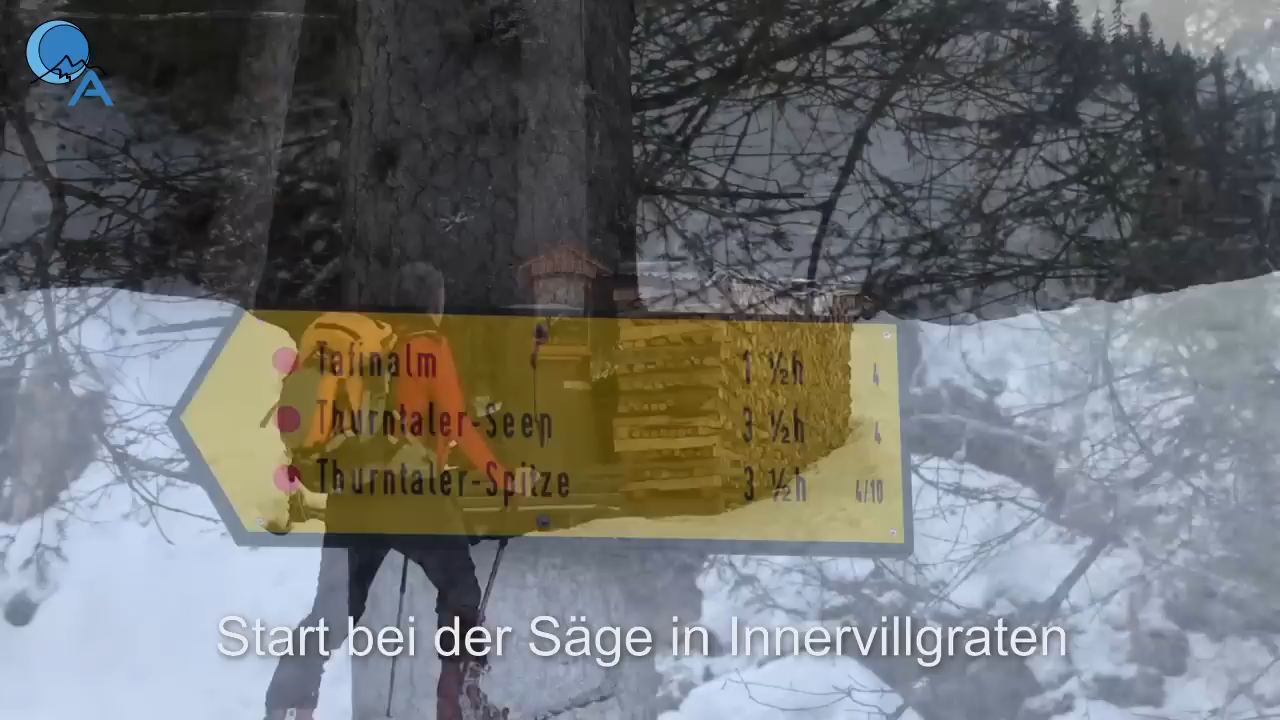 A
Tafinalm 1 ½h 4
Thurntaler-Seen 3 ½h 4
Thurntaler-Spitze 3 ½h 4/10
Start bei der Säge in Innervillgraten